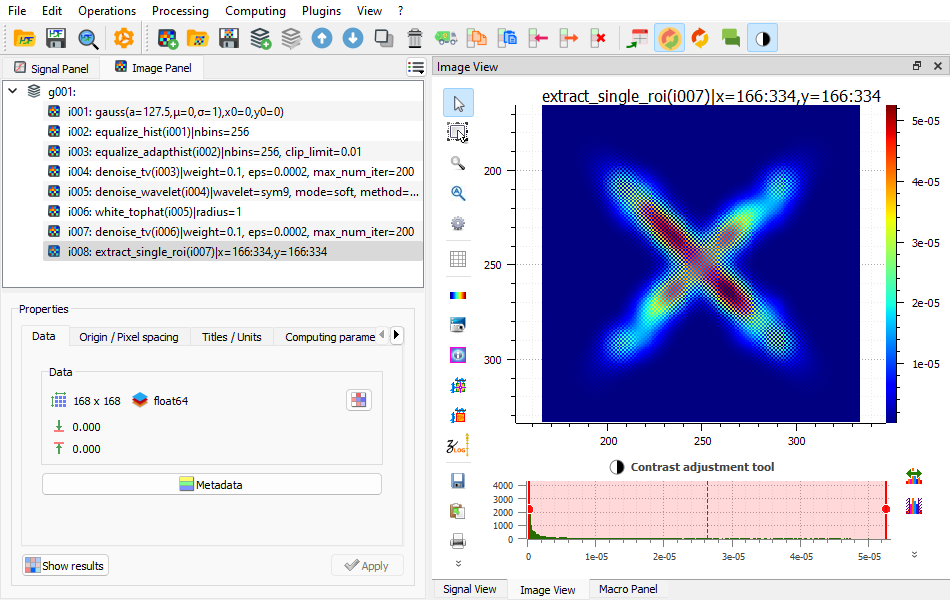 File Edit Operations Processing Computing Plugins View ?
Signal Panel Image Panel
Image View
g001:
i001: gauss(a=127.5,μ=0,σ=1),x0=0,y0=0)
i002: equalize_hist(i001)|nbins=256
i003: equalize_adapthist(i002)|nbins=256, clip_limit=0.01
i004: denoise_tv(i003)|weight=0.1, eps=0.0002, max_num_iter=200
i005: denoise_wavelet(i004)|wavelet=sym9, mode=soft, method=...
i006: white_tophat(i005)|radius=1
i007: denoise_tv(i006)|weight=0.1, eps=0.0002, max_num_iter=200
i008: extract_single_roi(i007)|x=166:334,y=166:334
Properties
Data Origin / Pixel spacing Titles / Units Computing parame
Data
168 x 168 float64
0.000
0.000
Metadata
Show results Apply
extract_single_roi(i007)|x=166:334,y=166:334
200
250
300
200 250 300
5e-05
4e-05
3e-05
2e-05
1e-05
LOG
Contrast adjustment tool
4000
3000
2000
1000
0
0 1e-05 2e-05 3e-05 4e-05 5e-05
Signal View Image View Macro Panel